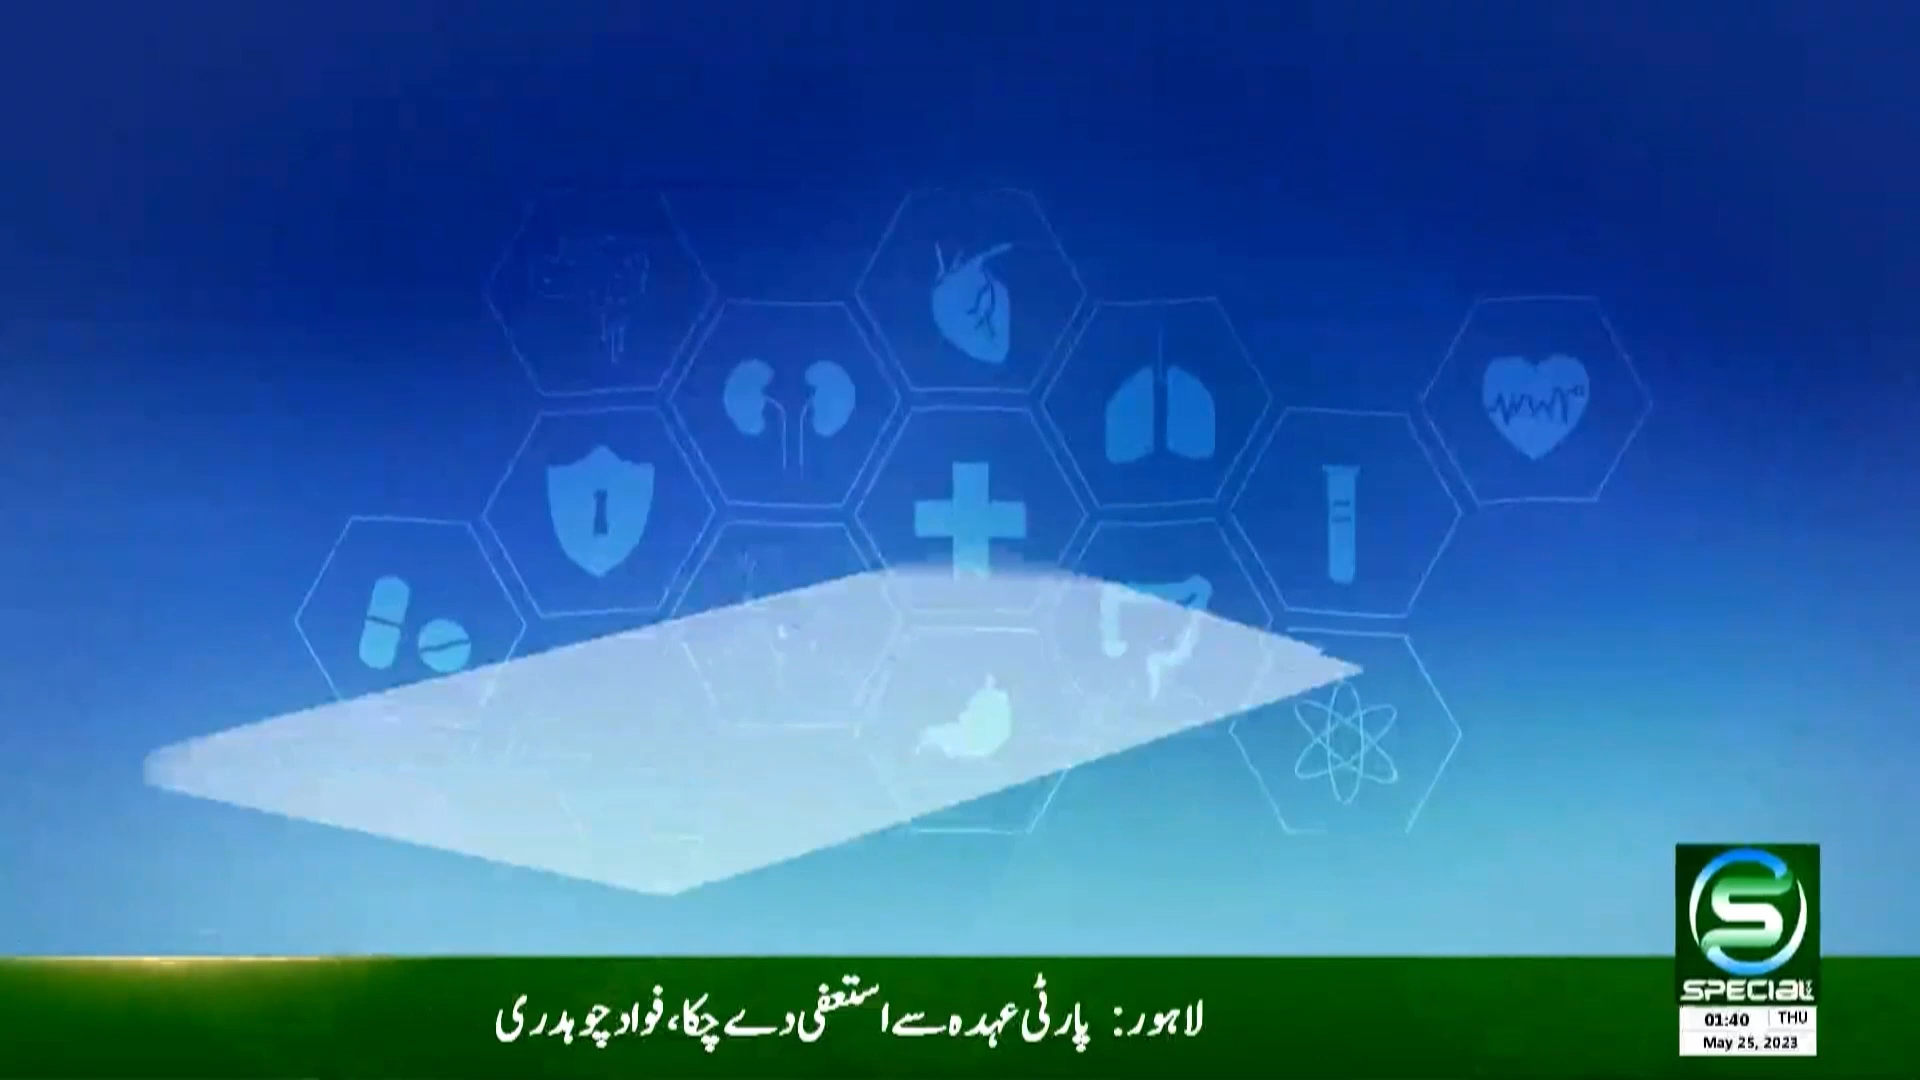 لاہور: پارٹی عہدہ سے استعفی دے چکا، فواد چوہدری
SPECIAL
01:40 THU
May 25, 2023